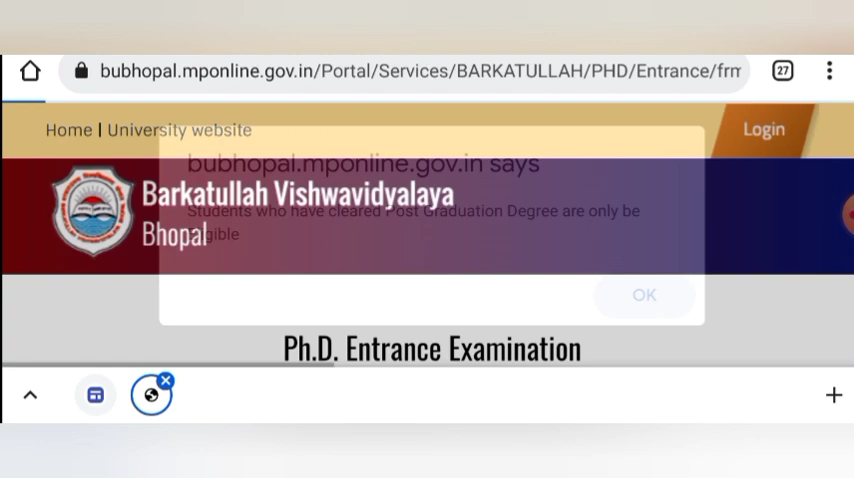 bubhopal.mponline.gov.in/Portal/Services/BARKATULLAH/PHD/Entrance/frm
27
Home | University website
Login
bubhopal.mponline.gov.in says
Barkatullah Vishwavidyalaya
Students who have cleared Post Graduation Degree are only be
Bhopal
eligible
OK
Ph.D. Entrance Examination